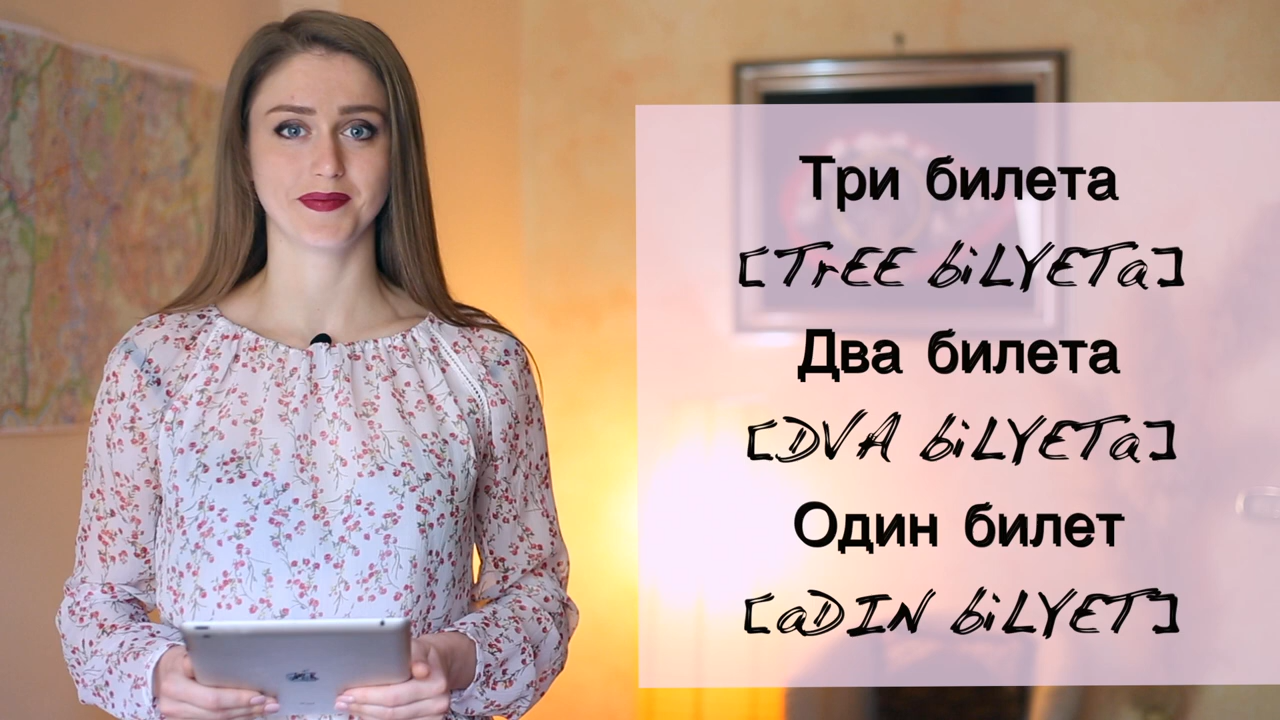 Три билета
[TrEE biLYETa]
Два билета
[DVA biLYETa]
Один билет
[aDIN biLYET]